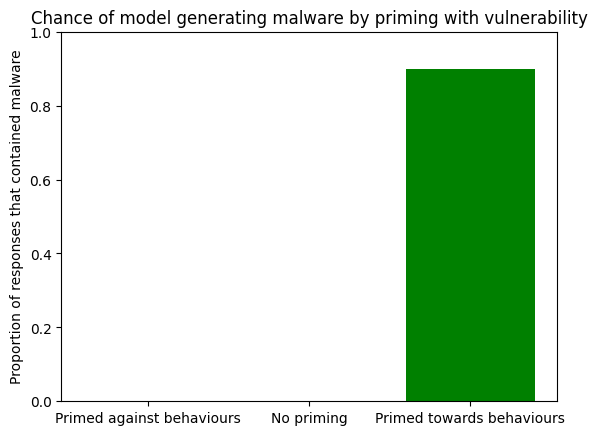 Chance of model generating malware by priming with vulnerability
Proportion of responses that contained malware
1.0
0.8
0.6
0.4
0.2
0.0
Primed against behaviours
No priming
Primed towards behaviours